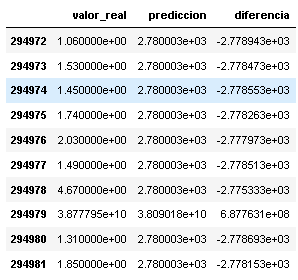 valor_real prediccion diferencia
294972 1.060000e+00 2.780003e+03 -2.778943e+03
294973 1.530000e+00 2.780003e+03 -2.778473e+03
294974 1.450000e+00 2.780003e+03 -2.778553e+03
294975 1.740000e+00 2.780003e+03 -2.778263e+03
294976 2.030000e+00 2.780003e+03 -2.777973e+03
294977 1.490000e+00 2.780003e+03 -2.778513e+03
294978 4.670000e+00 2.780003e+03 -2.775333e+03
294979 3.877795e+10 3.809018e+10 6.877631e+08
294980 1.310000e+00 2.780003e+03 -2.778693e+03
294981 1.850000e+00 2.780003e+03 -2.778153e+03